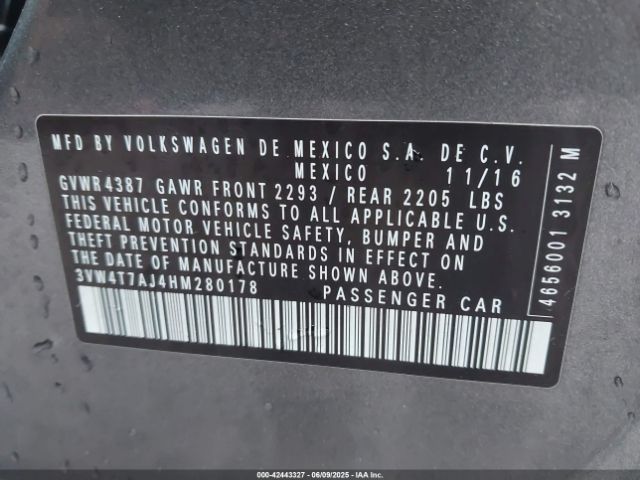 MFD BY VOLKSWAGEN DE MEXICO S.A. DE C.V.
MEXICO 11/16
GVWR 4387 GAWR FRONT 2293 / REAR 2205 LBS
THIS VEHICLE CONFORMS TO ALL APPLICABLE U.S.
FEDERAL MOTOR VEHICLE SAFETY, BUMPER AND
THEFT PREVENTION STANDARDS IN EFFECT ON
THE DATE OF MANUFACTURE SHOWN ABOVE.
3VW4T7AJ4HM280178 PASSENGER CAR
4656001 3132 M
000-42443327 - 06/09/2025 - IAA Inc.